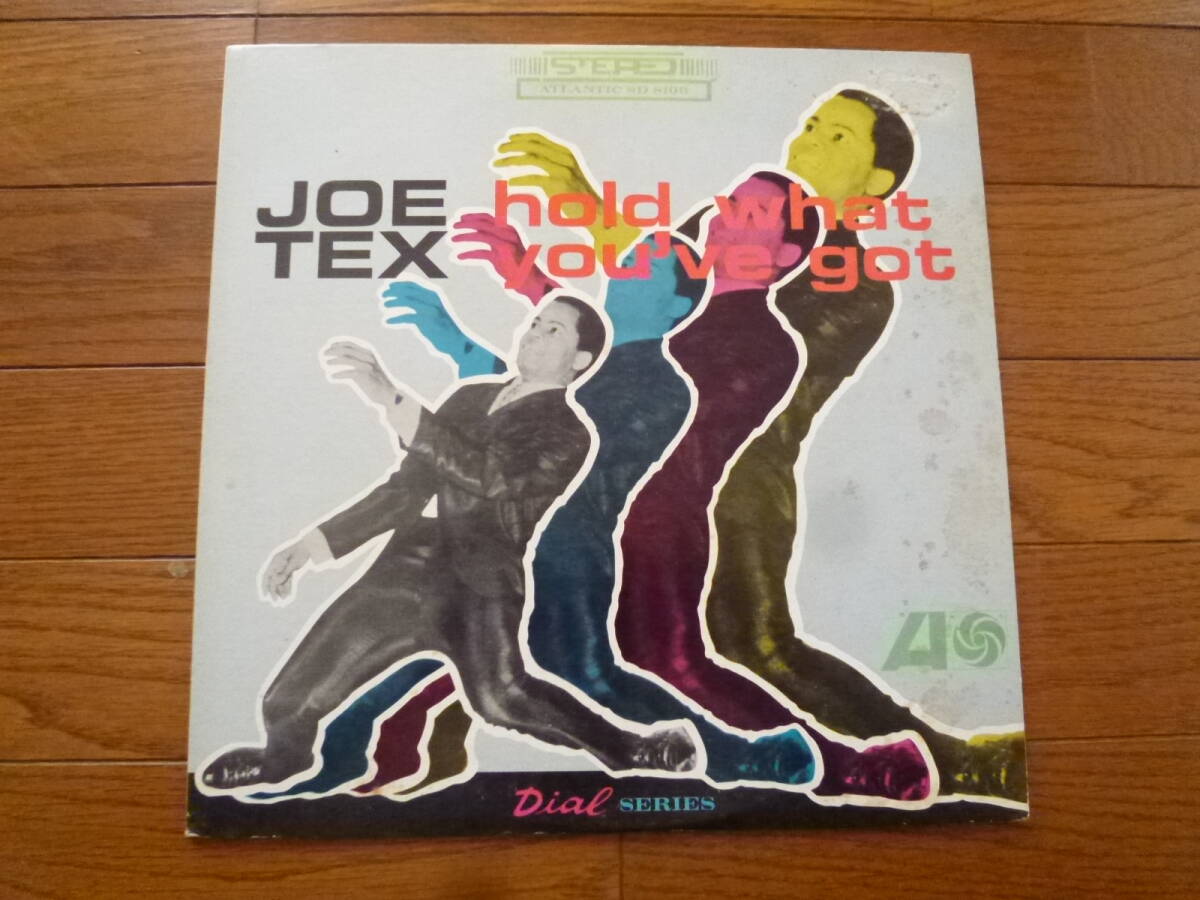 STEREO
ATLANTIC SD 8106
JOE
TEX
hold what
you've got
A
Dial SERIES